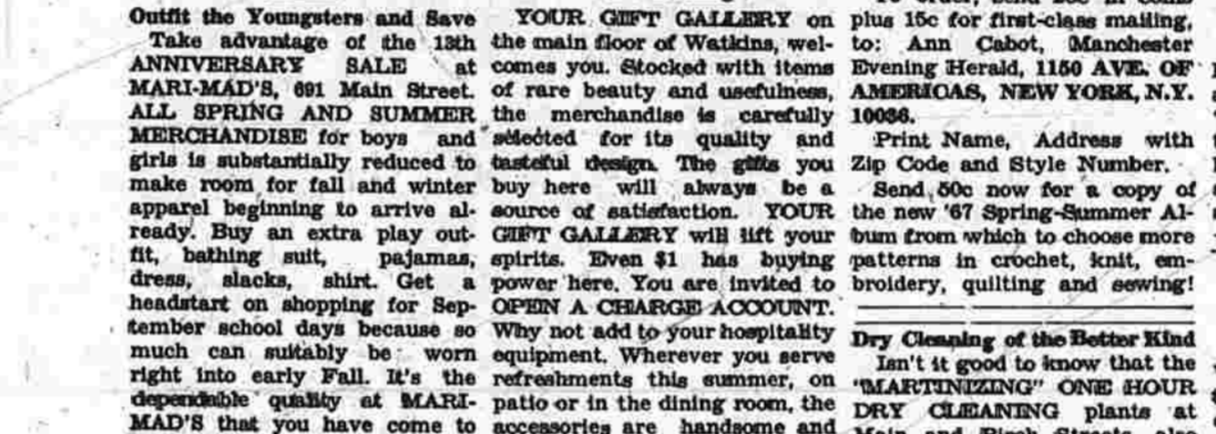 Outfit the Youngsters and Save
Take advantage of the 13th
ANNIVERSARY SALE at
MARI-MAD'S, 691 Main Street.
ALL SPRING AND SUMMER
MERCHANDISE for boys and
girls is substantially reduced to
make room for fall and winter
apparel beginning to arrive al-
ready. Buy an extra play out-
fit, bathing suit, pajamas,
dress, slacks, shirt. Get a
headstart on shopping for Sep-
tember school days because so
much can suitably be worn
right into early Fall. It's the
dependable quality at MARI-
MAD'S that you have come to
YOUR GIFT GALLERY on
the main floor of Watkins, wel-
comes you. Stocked with items
of rare beauty and usefulness,
the merchandise is carefully
selected for its quality and
tasteful design. The gifts you
buy here will always be a
source of satisfaction. YOUR
GIFT GALLERY will lift your
spirits. Even $1 has buying
power here. You are invited to
OPEN A CHARGE ACCOUNT.
Why not add to your hospitality
equipment. Wherever you serve
refreshments this summer, on
patio or in the dining room, the
accessories are handsome and
plus 15c for first-class mailing,
to: Ann Cabot, Manchester
Evening Herald, 1150 AVE. OF
AMERICAS, NEW YORK, N.Y.
10036.
Print Name, Address with
Zip Code and Style Number.
Send 50c now for a copy of
the new '67 Spring-Summer Al-
bum from which to choose more
patterns in crochet, knit, em-
broidery, quilting and sewing!
Dry Cleaning of the Better Kind
Isn't it good to know that the
"MARTINIZING" ONE HOUR
DRY CLEANING plants at